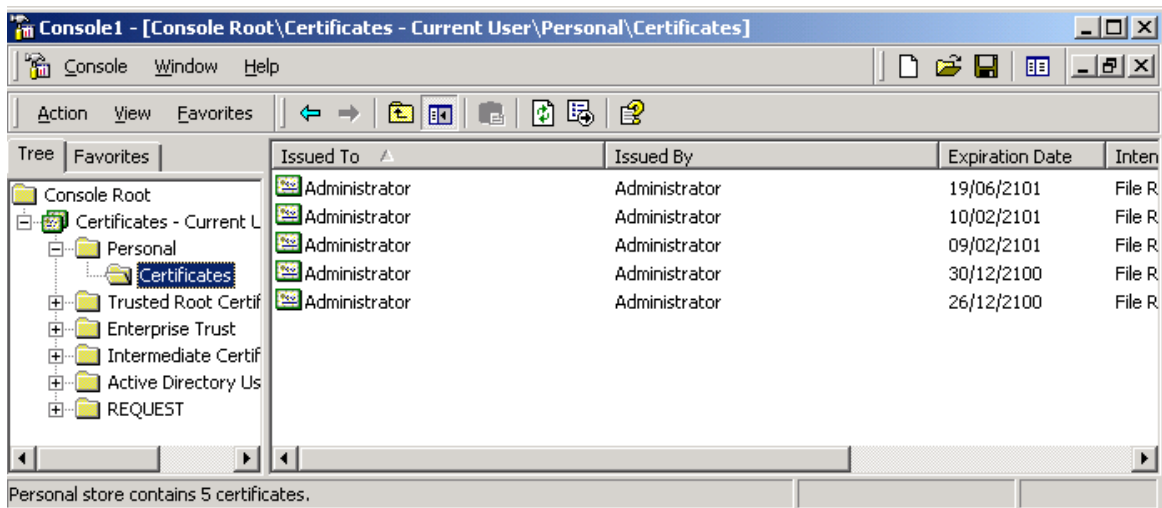 Console1 - [Console Root\Certificates - Current User\Personal\Certificates]
Console Window Help
Action View Favorites
Tree Favorites
Issued To Issued By Expiration Date Inten
Console Root
Certificates - Current L
Personal
Certificates
Trusted Root Certif
Enterprise Trust
Intermediate Certif
Active Directory Us
REQUEST
Administrator Administrator 19/06/2101 File R
Administrator Administrator 10/02/2101 File R
Administrator Administrator 09/02/2101 File R
Administrator Administrator 30/12/2100 File R
Administrator Administrator 26/12/2100 File R
Personal store contains 5 certificates.